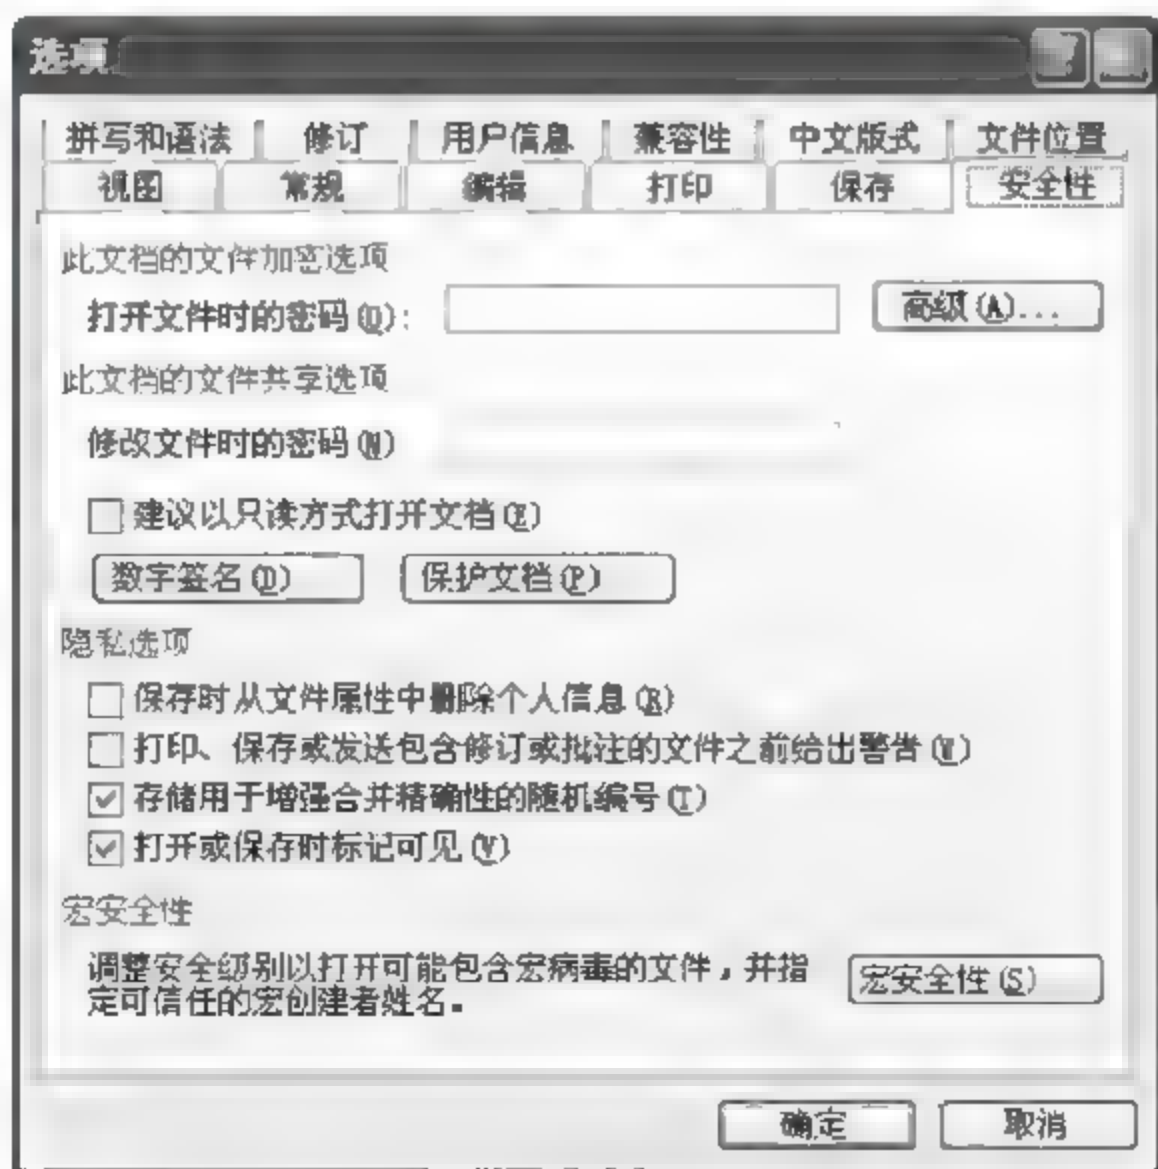 选项
拼写和语法 修订 用户信息 兼容性 中文版式 文件位置
视图 常规 编辑 打印 保存 安全性
此文档的文件加密选项
打开文件时的密码(O): 高级(A)...
此文档的文件共享选项
修改文件时的密码(M)
建议以只读方式打开文档(E)
数字签名(D) 保护文档(P)
隐私选项
保存时从文件属性中删除个人信息(R)
打印、保存或发送包含修订或批注的文件之前给出警告(W)
存储用于增强合并精确性的随机编号(T)
打开或保存时标记可见(V)
宏安全性
调整安全级别以打开可能包含宏病毒的文件，并指
定可信任的宏创建者姓名。 宏安全性(S)
确定 取消